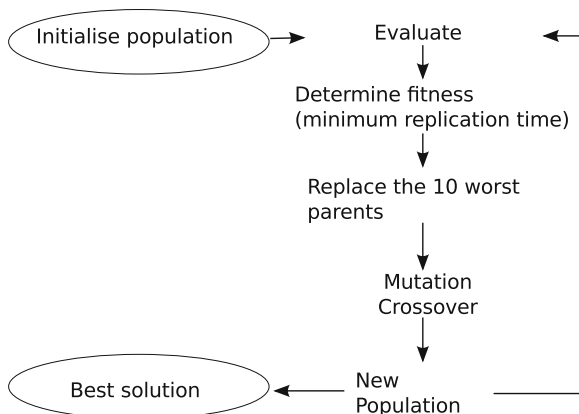 Initialise population
Evaluate
Determine fitness
(minimum replication time)
Replace the 10 worst
parents
Mutation
Crossover
Best solution
New
Population